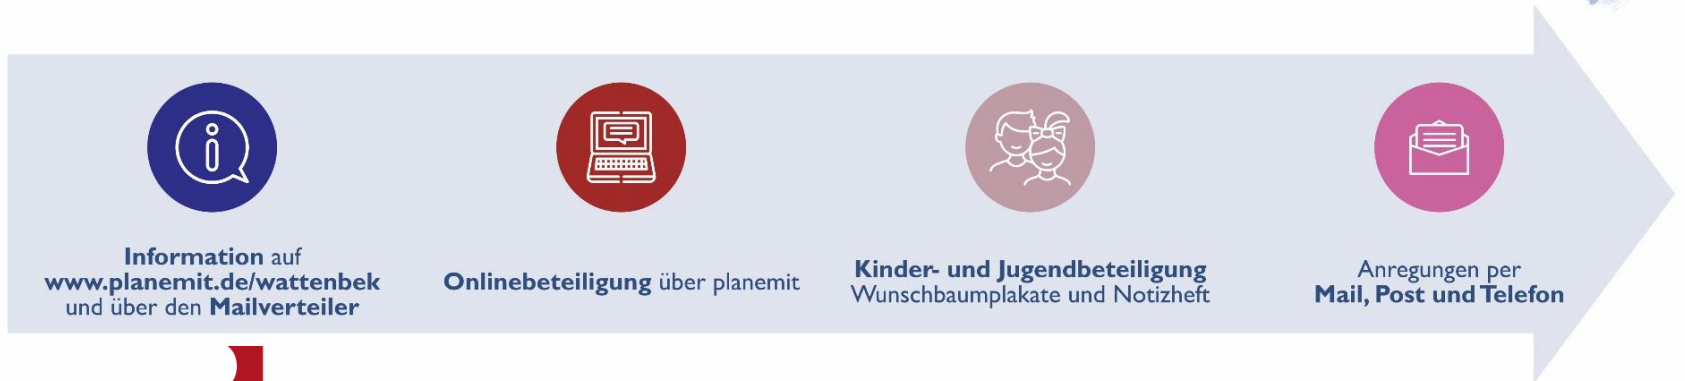 Information auf
www.planemit.de/wattenbek
und über den Mailverteiler
Onlinebeteiligung über planemit
Kinder- und Jugendbeteiligung
Wunschbaumplakate und Notizheft
Anregungen per
Mail, Post und Telefon